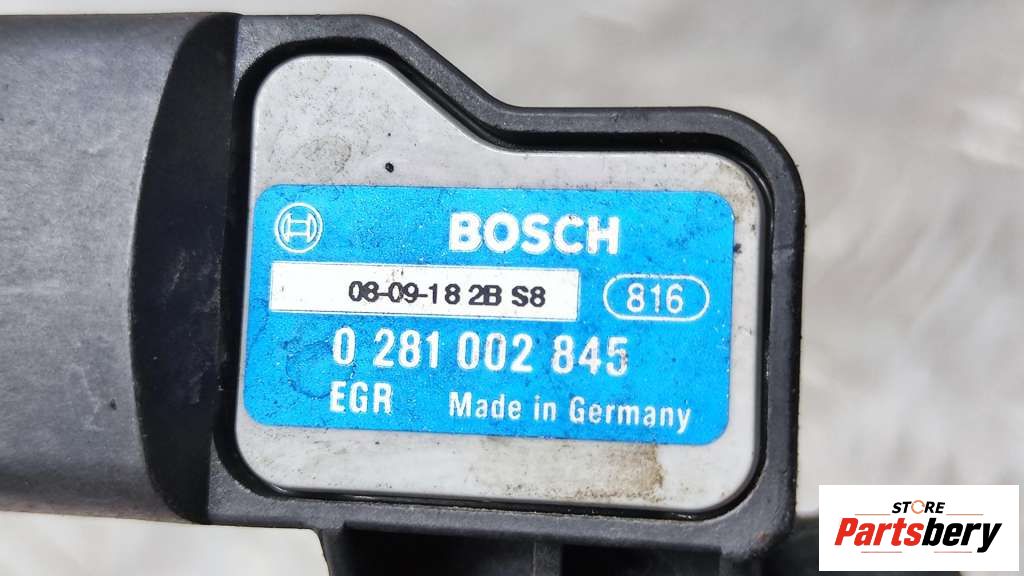 BOSCH
08-09-18 2B S8
816
0 281 002 845
EGR Made in Germany
STORE
Partsbery